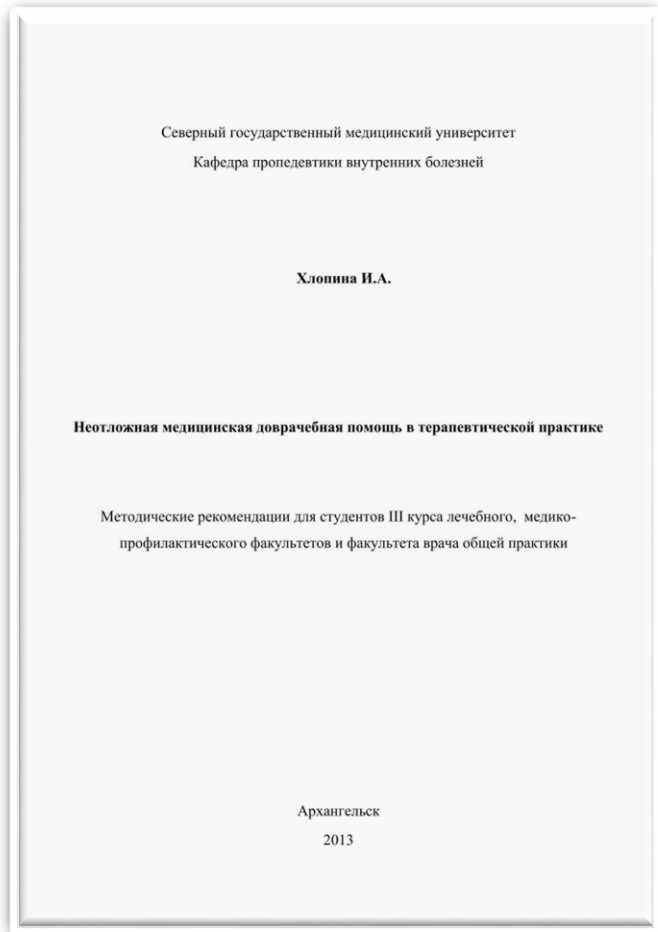 Северный государственный медицинский университет
Кафедра пропедевтики внутренних болезней
Хлопина И.А.
Неотложная медицинская доврачебная помощь в терапевтической практике
Методические рекомендации для студентов III курса лечебного, медико-
профилактического факультетов и факультета врача общей практики
Архангельск
2013